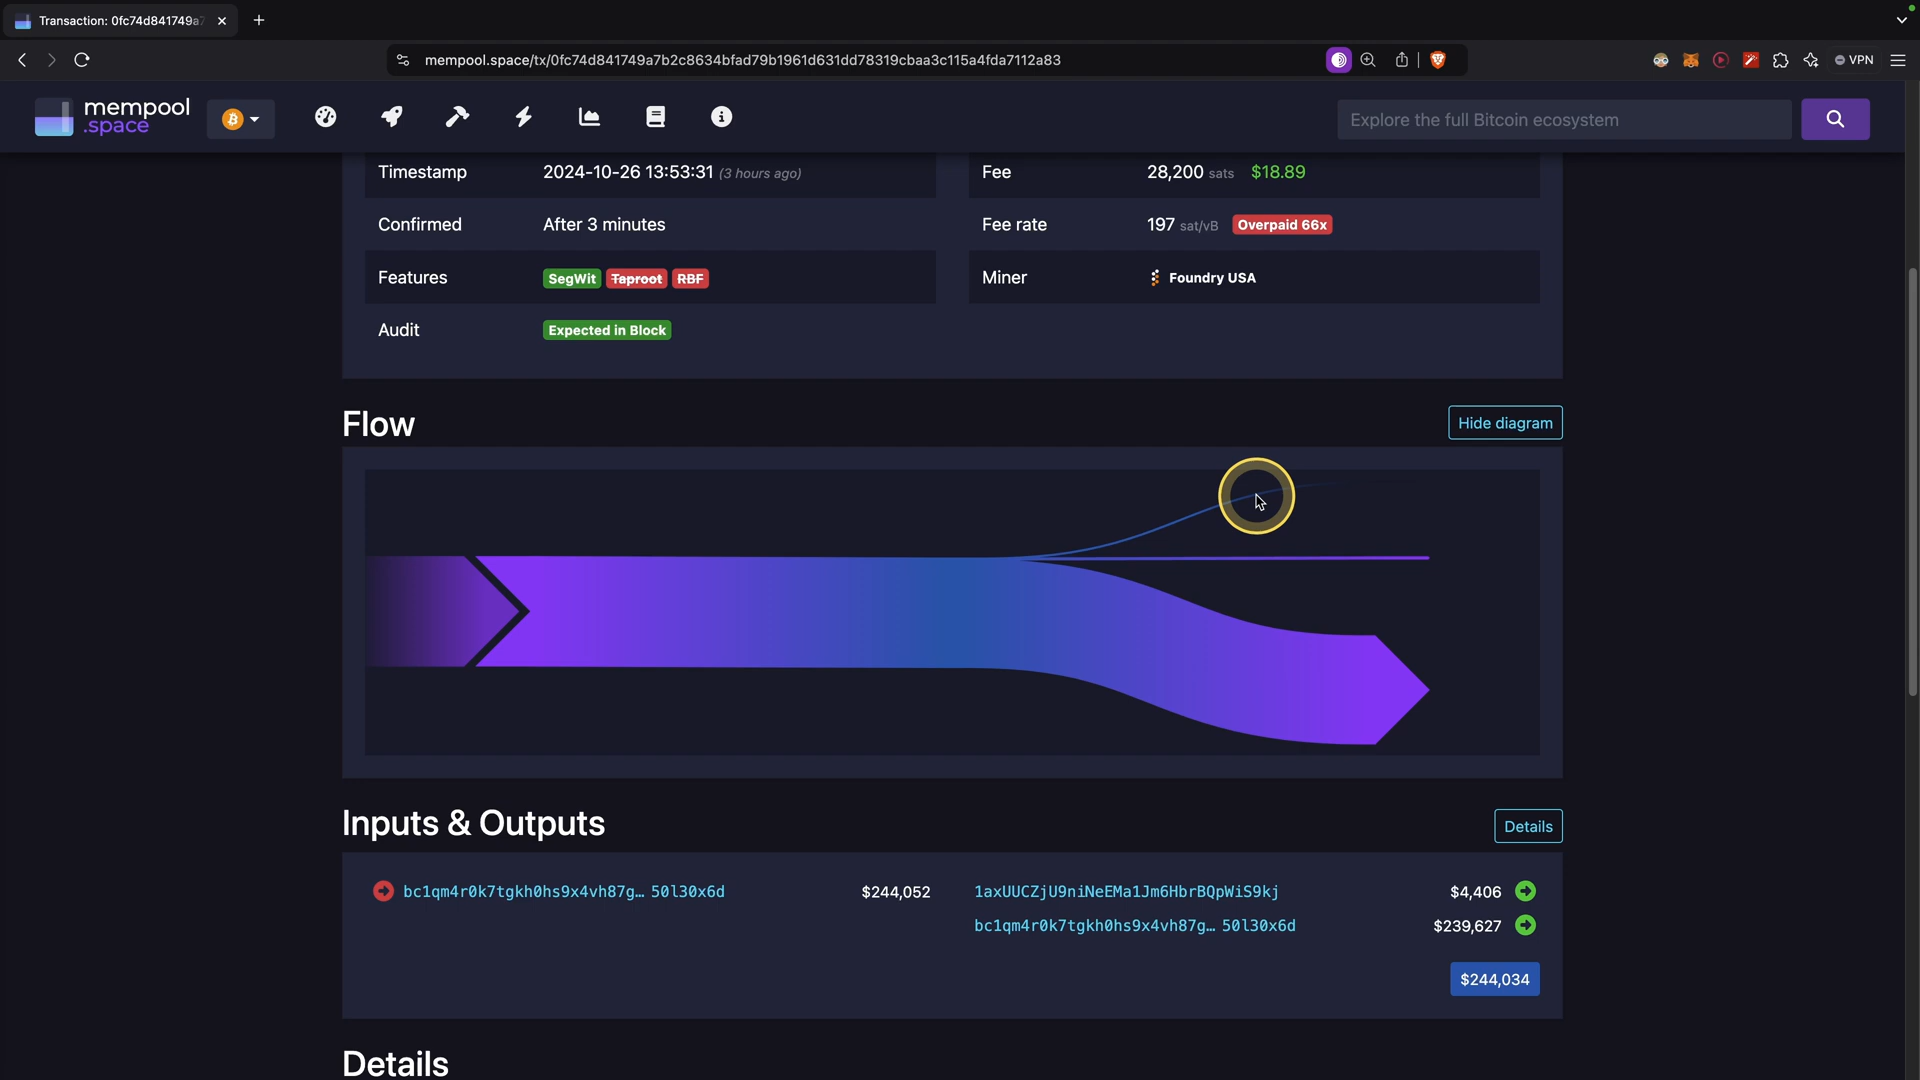 Transaction: 0fc74d841749a7
mempool.space/tx/0fc74d841749a7b2c8634bfad79b1961d631dd78319cbaa3c115a4fda7112a83
VPN
mempool
.space
Explore the full Bitcoin ecosystem
Timestamp 2024-10-26 13:53:31 (3 hours ago)
Fee 28,200 sats $18.89
Confirmed After 3 minutes
Fee rate 197 sat/vB Overpaid 66x
Features SegWit Taproot RBF
Miner Foundry USA
Audit Expected in Block
Flow
Hide diagram
Inputs & Outputs
Details
bc1qm4r0k7tgkh0hs9x4vh87g… 50l30x6d $244,052
1axUUCZjU9niNeEMa1Jm6HbrBQpWiS9kj $4,406
bc1qm4r0k7tgkh0hs9x4vh87g… 50l30x6d $239,627
$244,034
Details